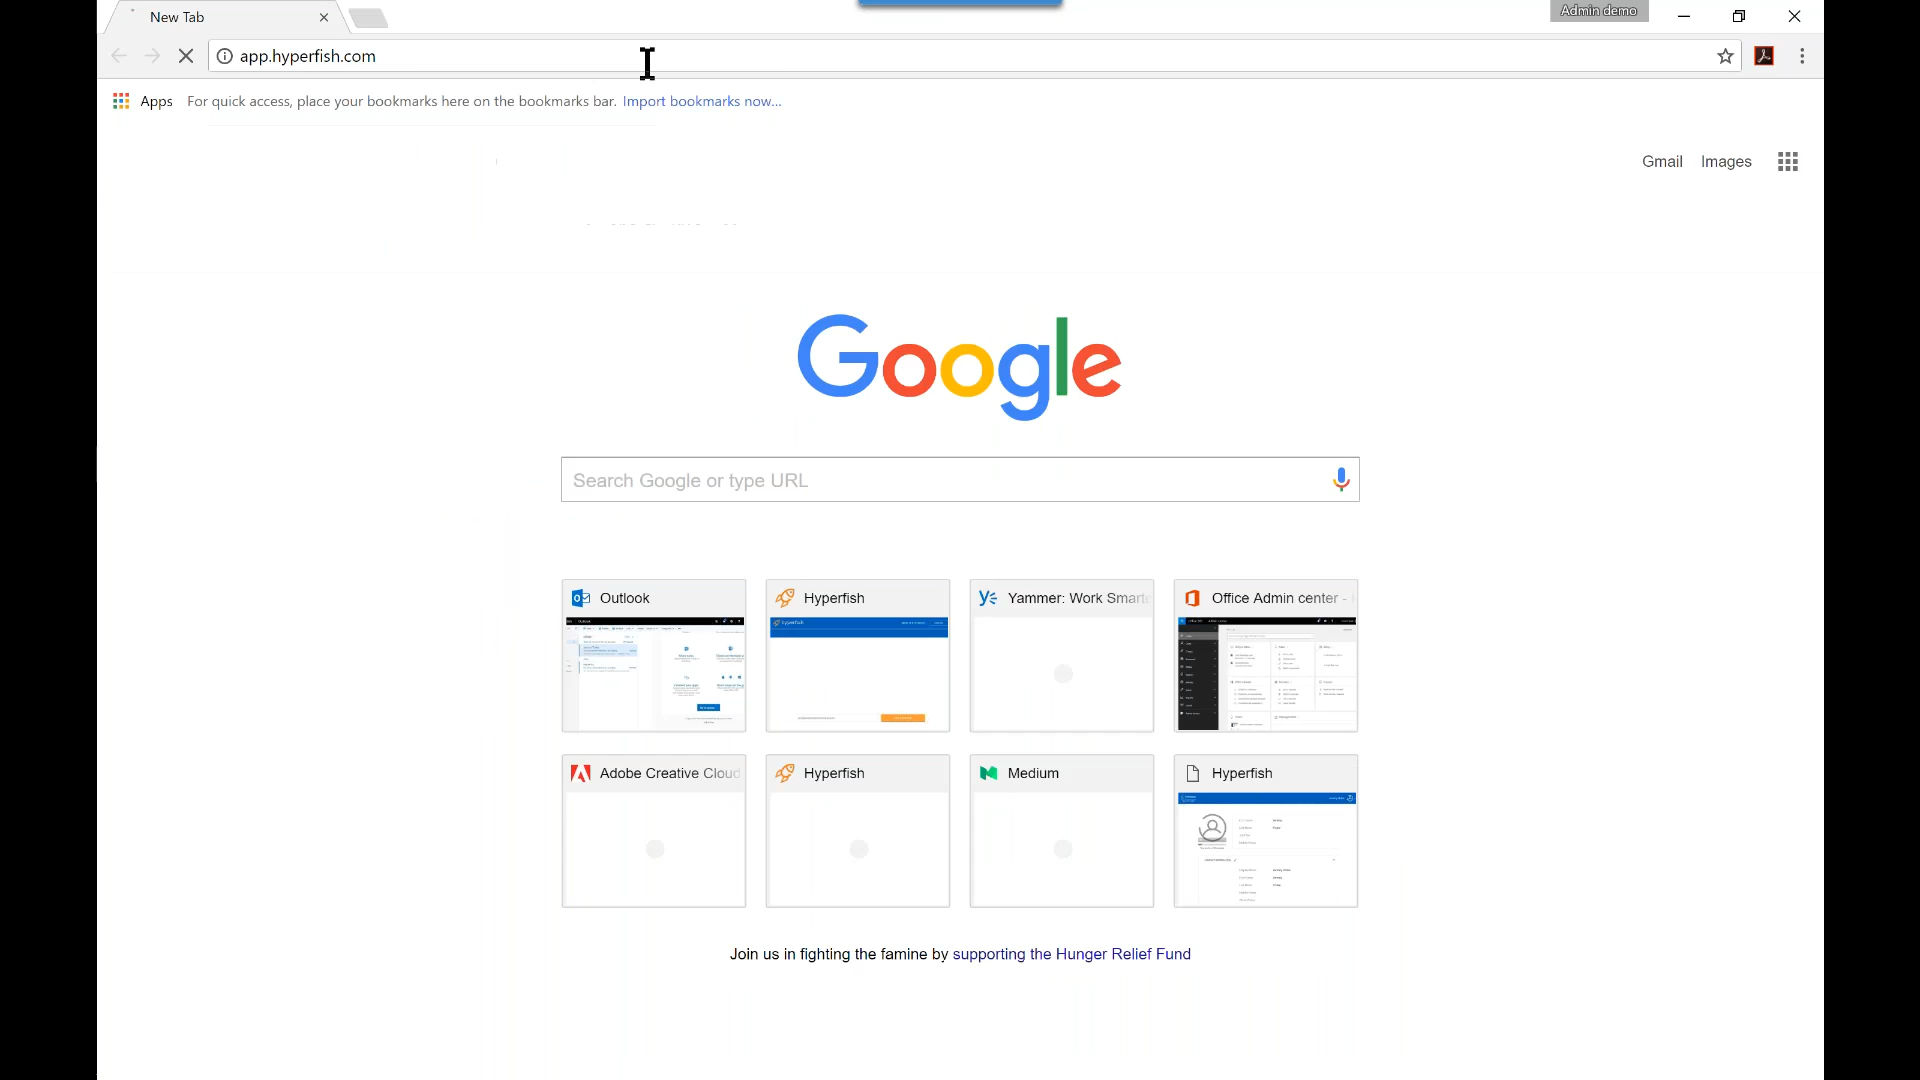 New Tab
Admin demo
app.hyperfish.com
Apps For quick access, place your bookmarks here on the bookmarks bar. Import bookmarks now...
Gmail Images
Google
Search Google or type URL
Outlook Hyperfish Yammer: Work Smarte Office Admin center -
Adobe Creative Cloud Hyperfish Medium Hyperfish
Join us in fighting the famine by supporting the Hunger Relief Fund